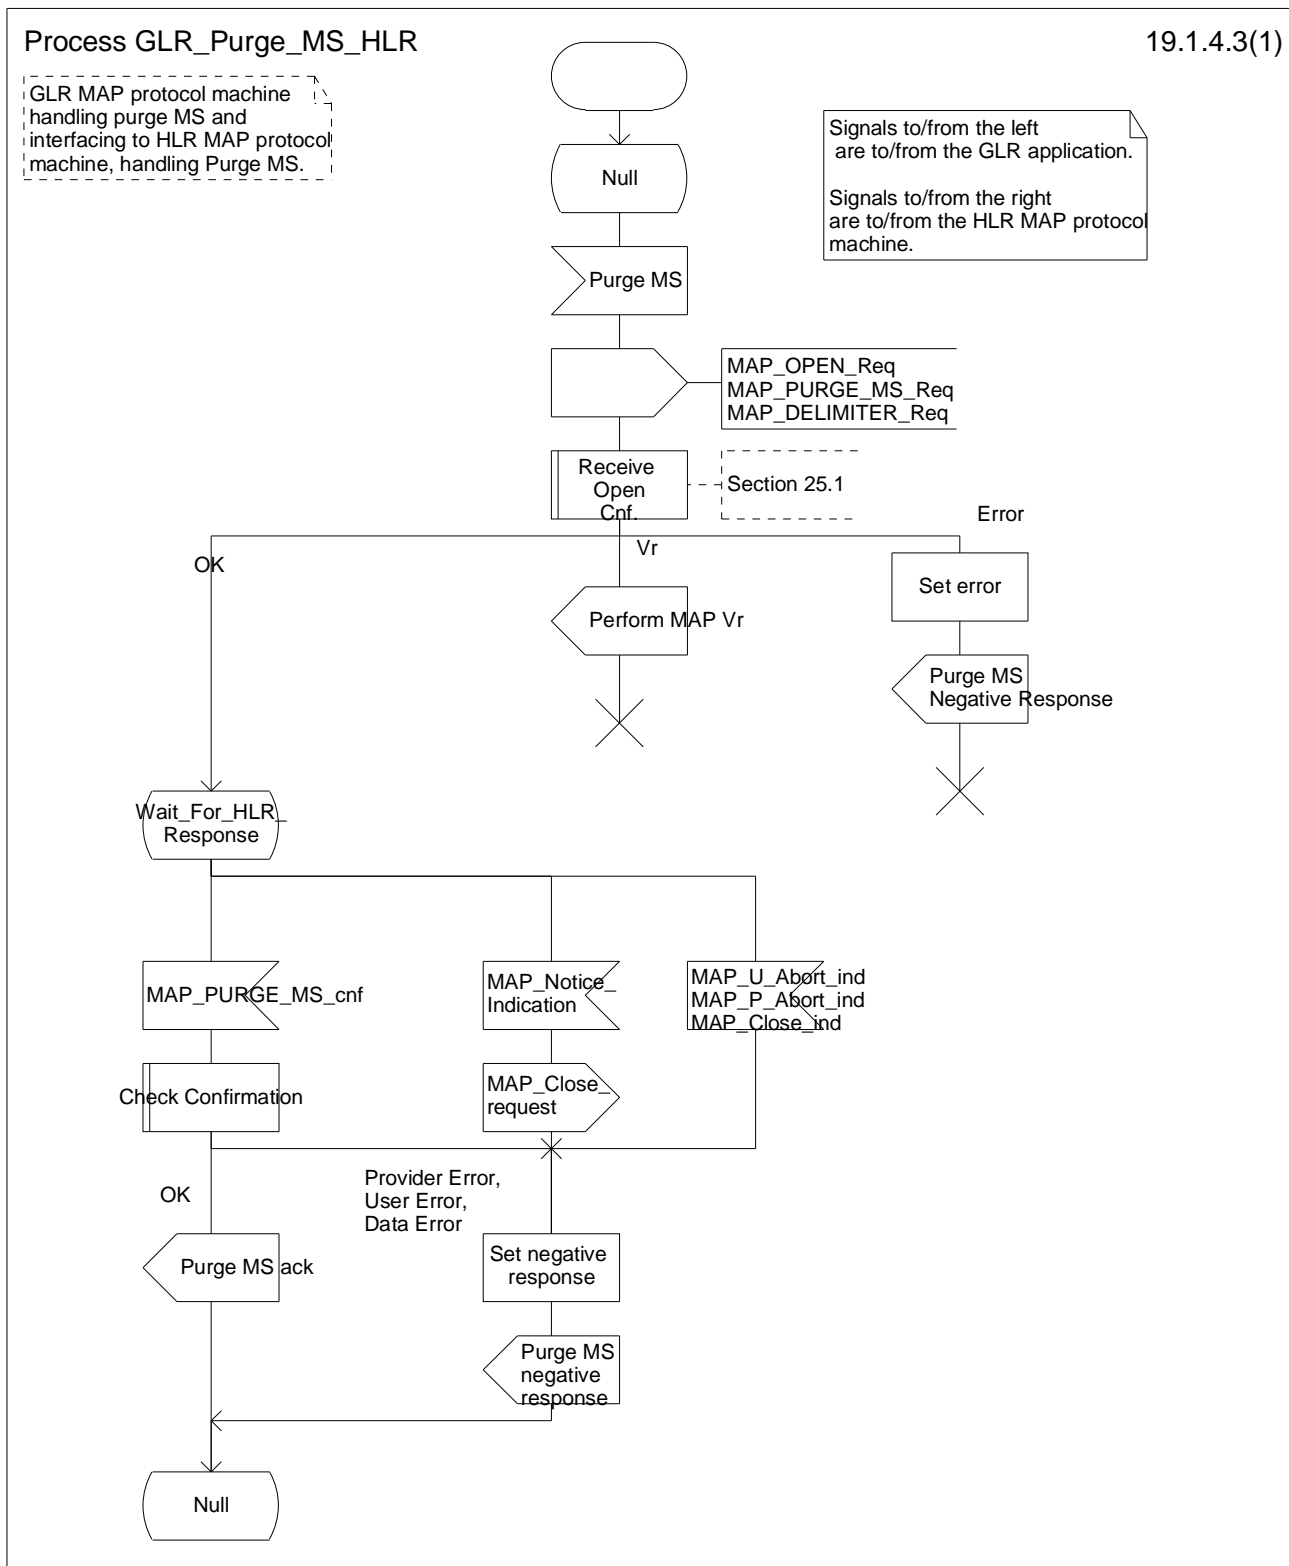 Process GLR_Purge_MS_HLR
19.1.4.3(1)
GLR MAP protocol machine
handling purge MS and
interfacing to HLR MAP protocol
machine, handling Purge MS.
Signals to/from the left
are to/from the GLR application.
Signals to/from the right
are to/from the HLR MAP protocol
machine.
Null
Purge MS
MAP_OPEN_Req
MAP_PURGE_MS_Req
MAP_DELIMITER_Req
Receive
Open
Cnf.
Section 25.1
Error
Vr
OK
Set error
Perform MAP Vr
Purge MS
Negative Response
Wait_For_HLR_
Response
MAP_PURGE_MS_cnf
MAP_Notice_
Indication
MAP_U_Abort_ind
MAP_P_Abort_ind
MAP_Close_ind
Check Confirmation
MAP_Close_
request
OK
Provider Error,
User Error,
Data Error
Purge MS ack
Set negative
response
Purge MS
negative
response
Null